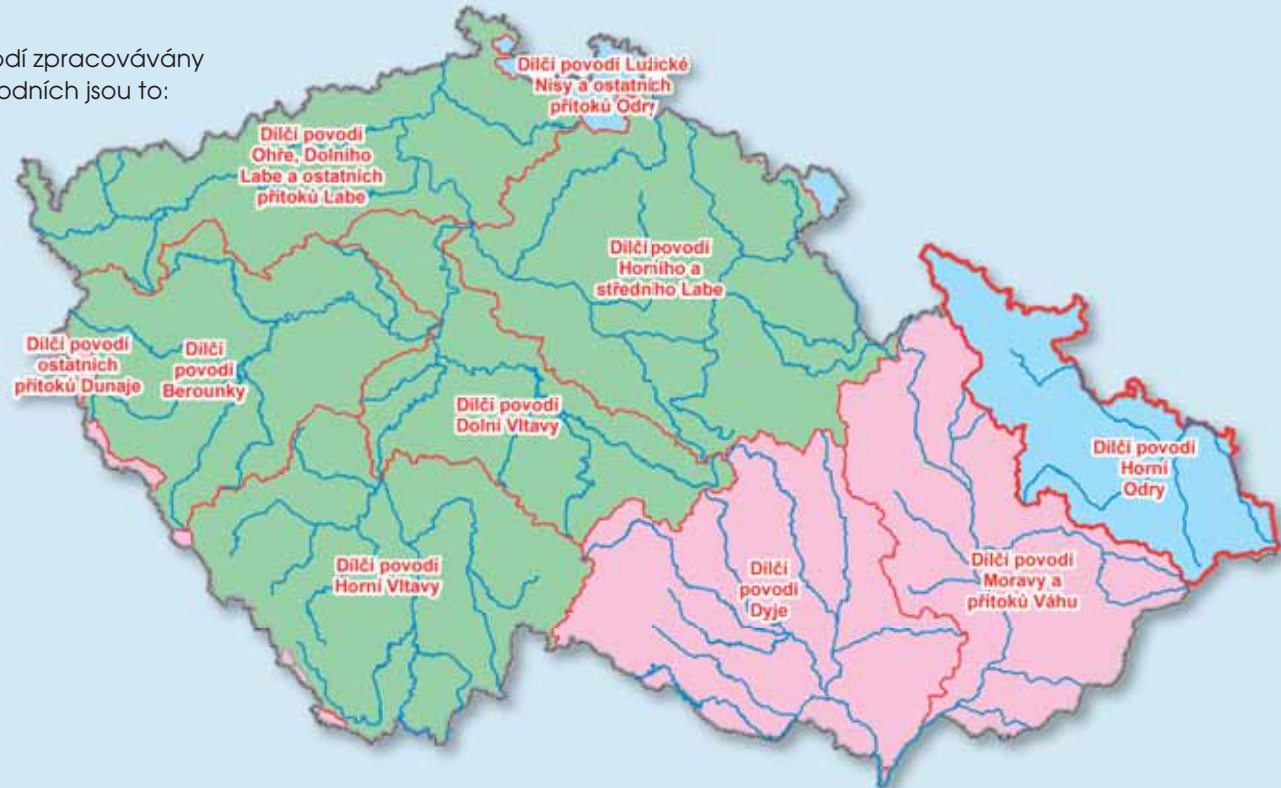 odí zpracovávány
odních jsou to:
Dílčí povodí Lužické
Nisy a ostatních
přítoků Odry
Dílčí povodí
Ohře, Dolního
Labe a ostatních
přítoků Labe
Dílčí povodí
Horního a
středního Labe
Dílčí povodí
ostatních
přítoků Dunaje
Dílčí
povodí
Berounky
Dílčí povodí
Dolní Vltavy
Dílčí povodí
Horní
Odry
Dílčí povodí
Horní Vltavy
Dílčí
povodí
Dyje
Dílčí povodí
Moravy a
přítoků Váhu